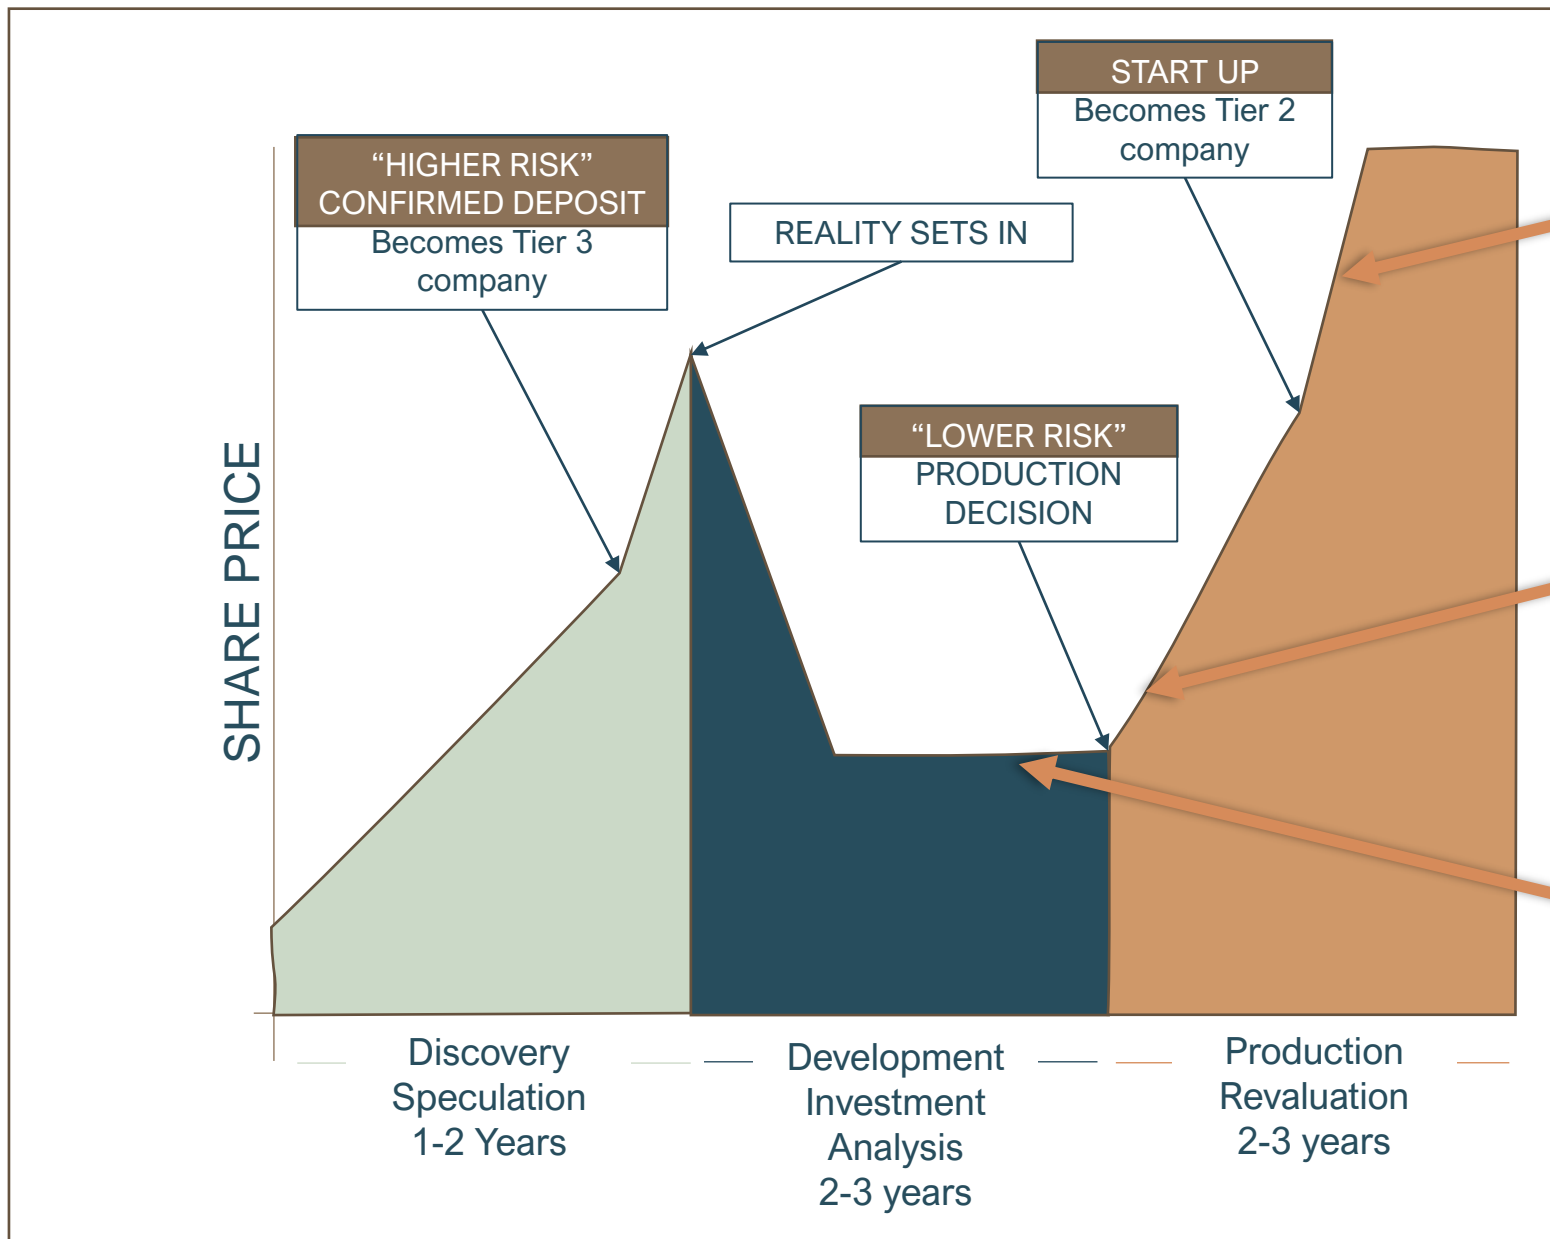 START UP
Becomes Tier 2
company
“HIGHER RISK”
CONFIRMED DEPOSIT
Becomes Tier 3
company
REALITY SETS IN
“LOWER RISK”
PRODUCTION
DECISION
SHARE PRICE
Discovery
Speculation
1-2 Years
Development
Investment
Analysis
2-3 years
Production
Revaluation
2-3 years